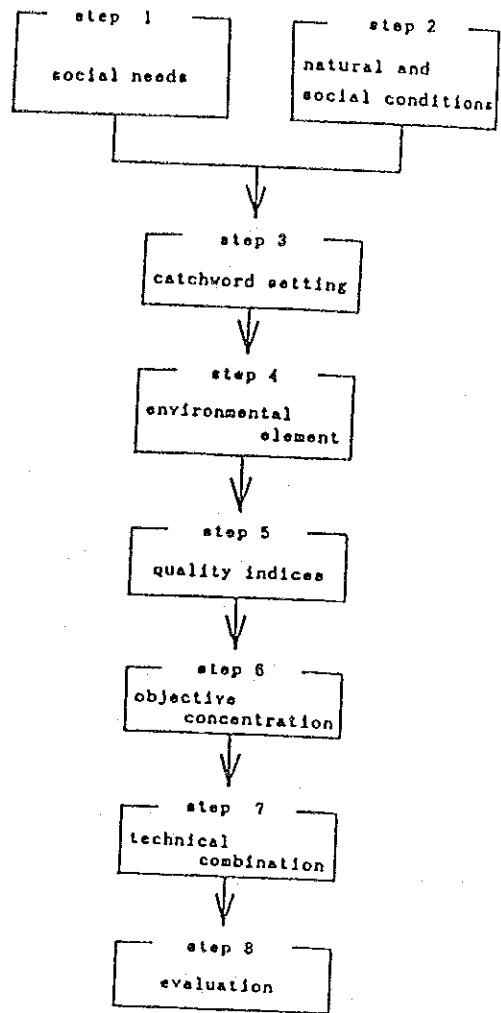 step 1
social needs
step 2
natural and
social conditions
step 3
catchword setting
step 4
environmental
element
step 5
quality indices
step 6
objective
concentration
step 7
technical
combination
step 8
evaluation